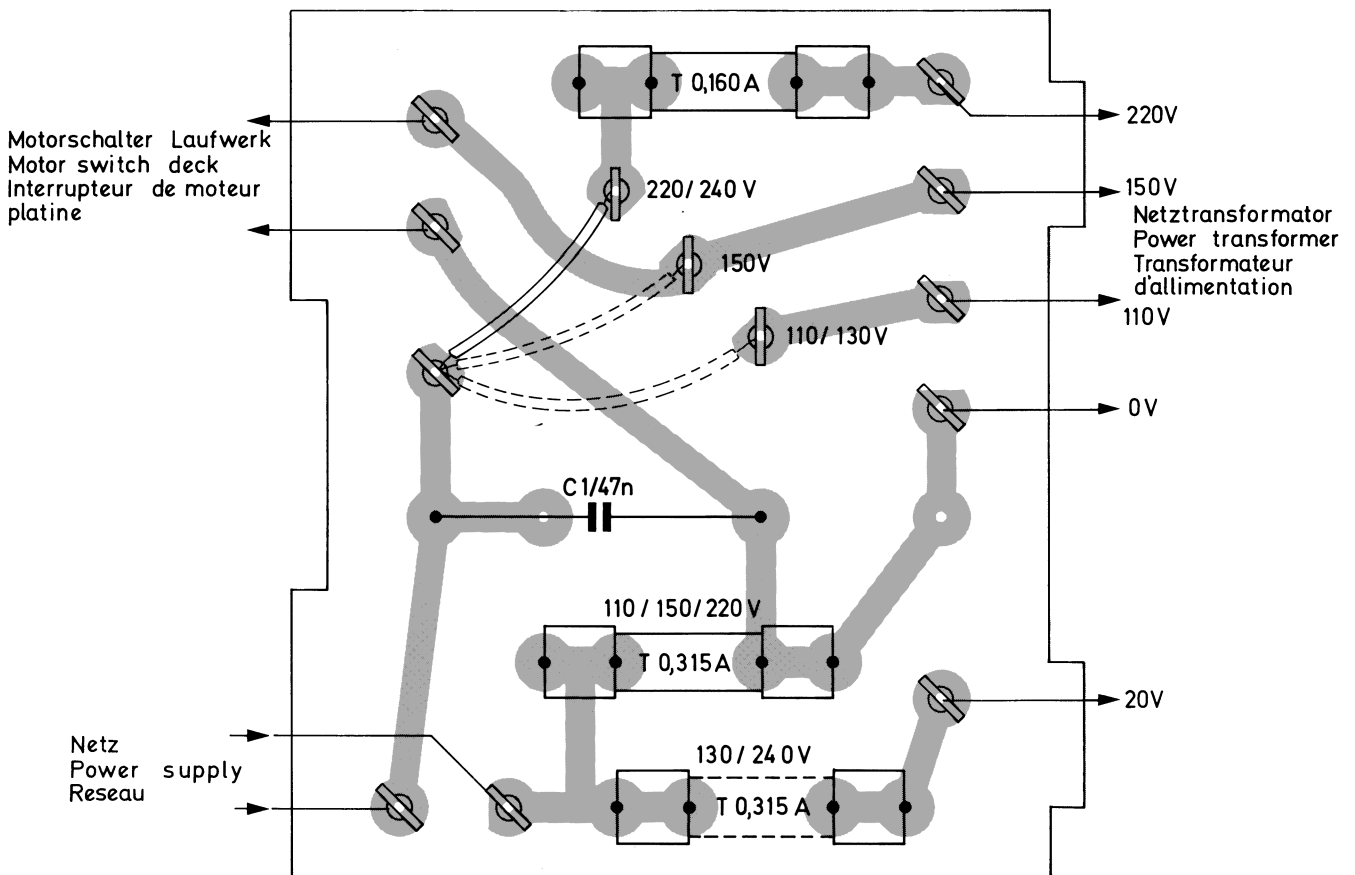 T 0,160 A
220V
Motorschalter Laufwerk
Motor switch deck
Interrupteur de moteur
platine
220/ 240 V
150V
Netztransformator
Power transformer
Transformateur
d'allimentation
110V
150V
110/ 130V
0V
C1/47n
110 / 150/ 220 V
T 0,315 A
20V
Netz
Power supply
Reseau
130/ 240V
T 0,315 A